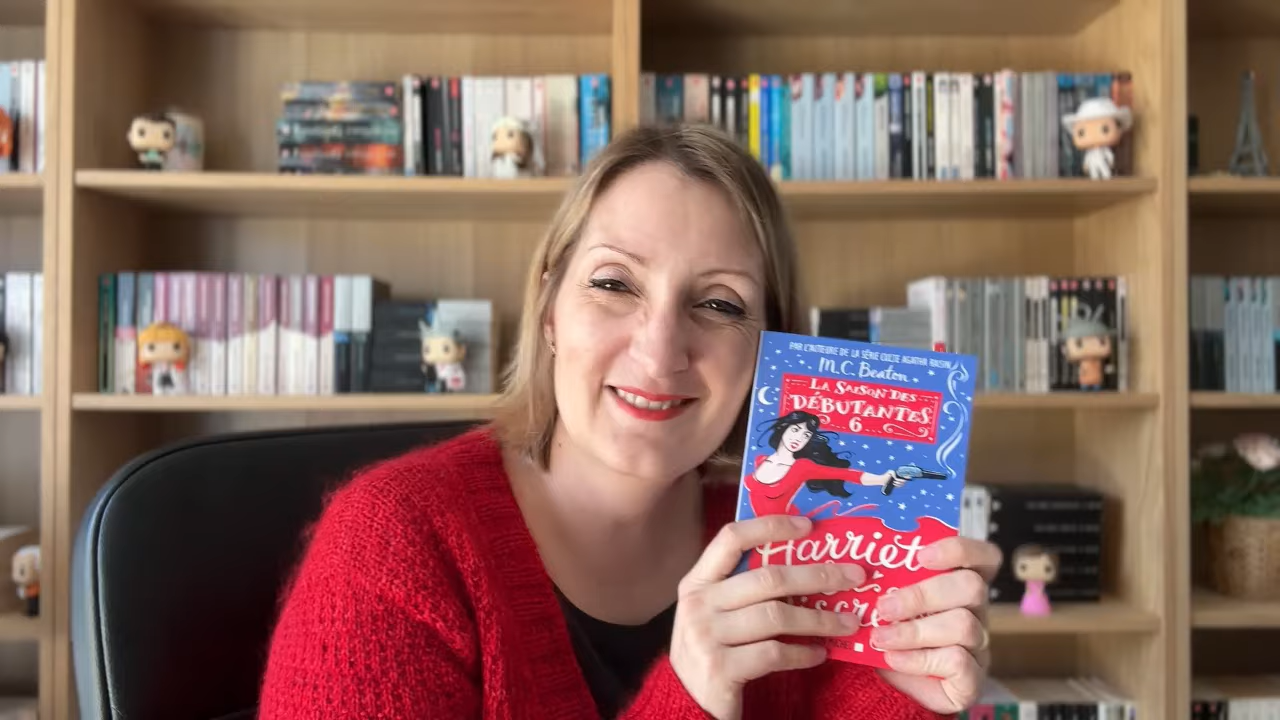 PAR L'AUTEURE DE LA SÉRIE CULTE AGATHA RAISIN
M.C. Beaton
LA SAISON DES
DÉBUTANTES
6
Harriet